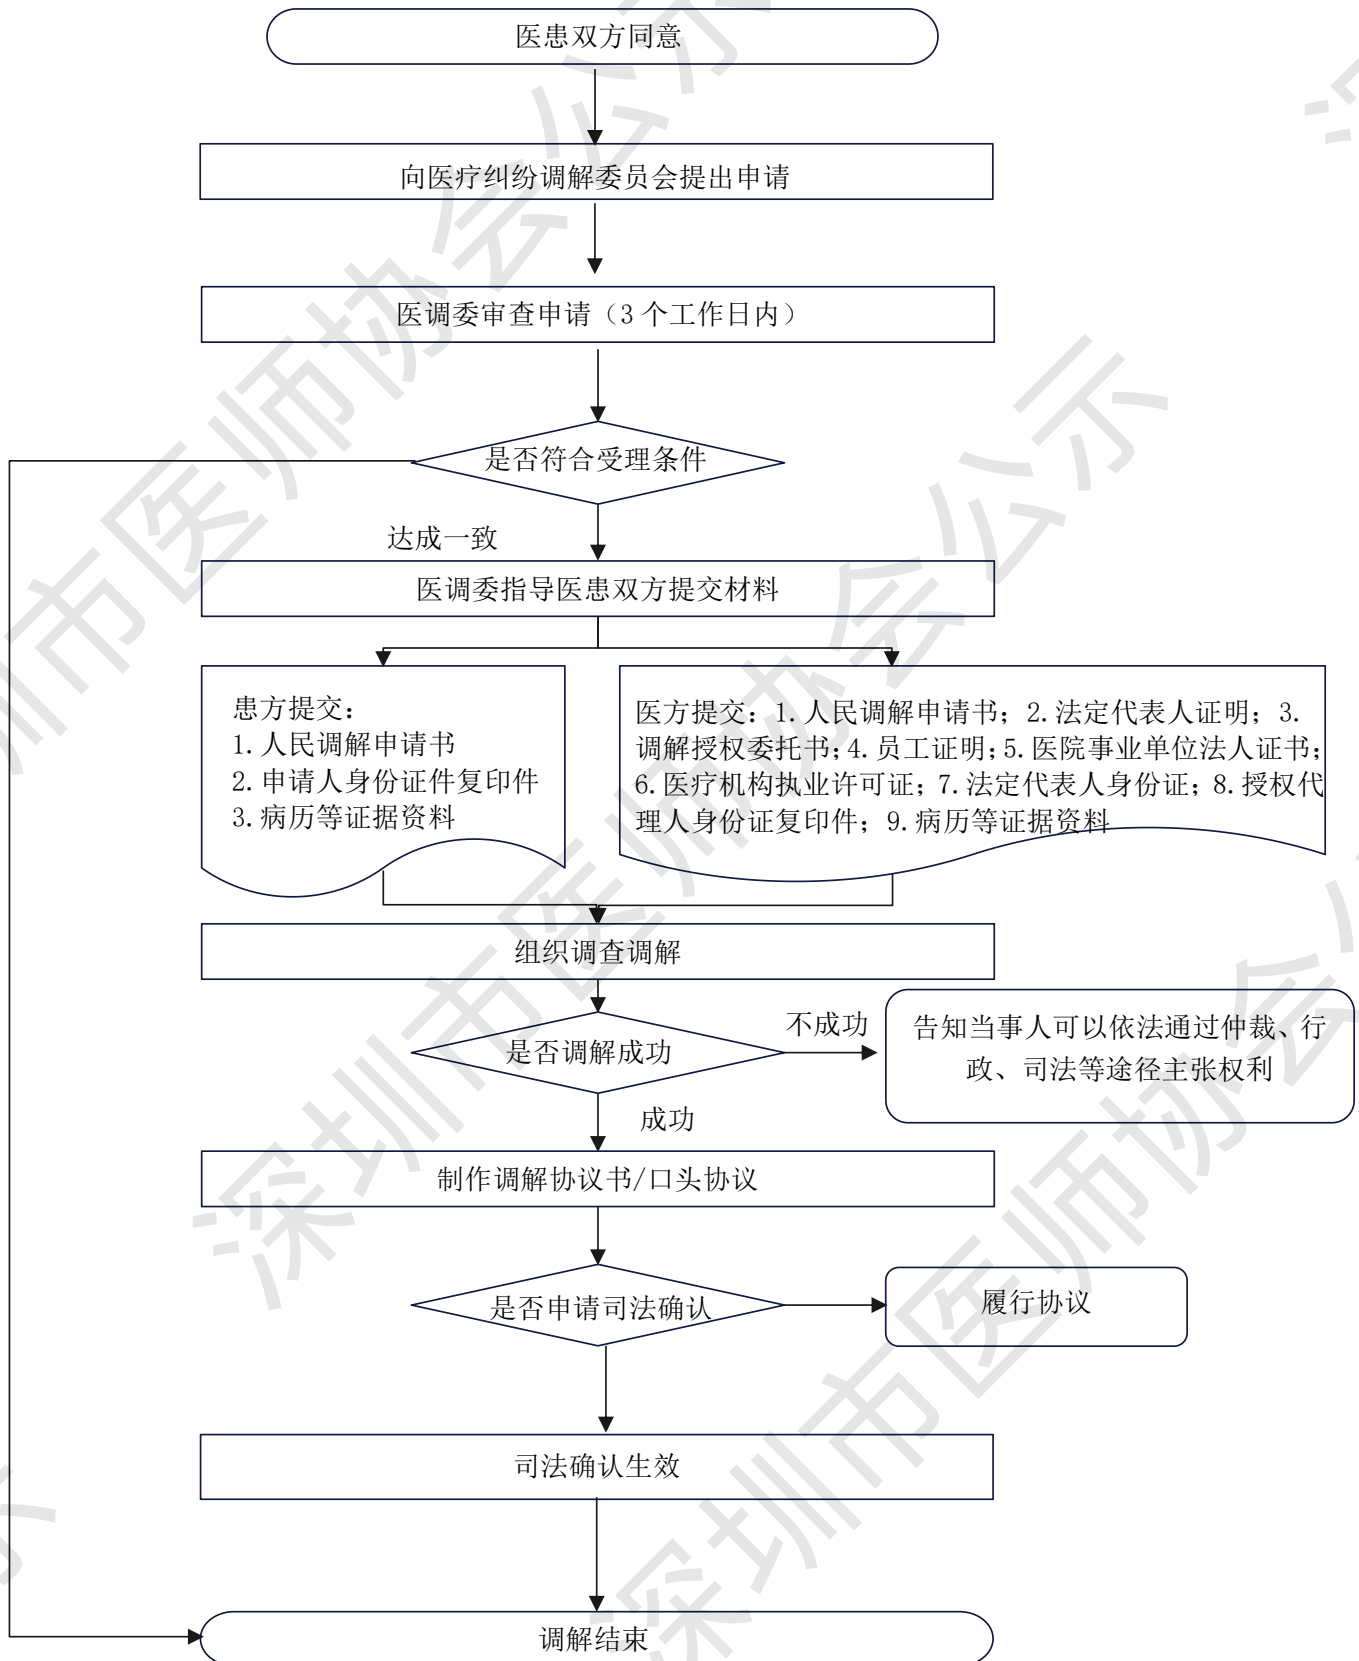 医患双方同意
向医疗纠纷调解委员会提出申请
医调委审查申请（3 个工作日内）
是否符合受理条件
达成一致
医调委指导医患双方提交材料
患方提交：
1.人民调解申请书
2.申请人身份证件复印件
3.病历等证据资料
医方提交：1.人民调解申请书；2.法定代表人证明；3.
调解授权委托书；4.员工证明；5.医院事业单位法人证书；
6.医疗机构执业许可证；7.法定代表人身份证；8.授权代
理人身份证复印件；9.病历等证据资料
组织调查调解
是否调解成功
不成功
告知当事人可以依法通过仲裁、行
政、司法等途径主张权利
成功
制作调解协议书/口头协议
是否申请司法确认
履行协议
司法确认生效
调解结束
深圳市医师协会公示